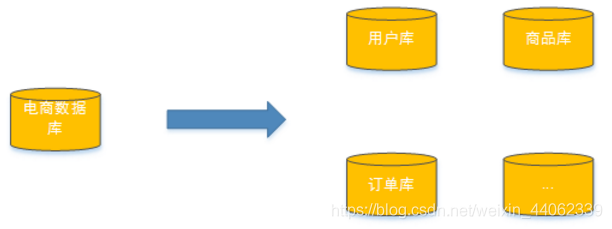 用户库
商品库
电商数据
库
订单库
...
https://blog.csdn.net/weixin_44062339